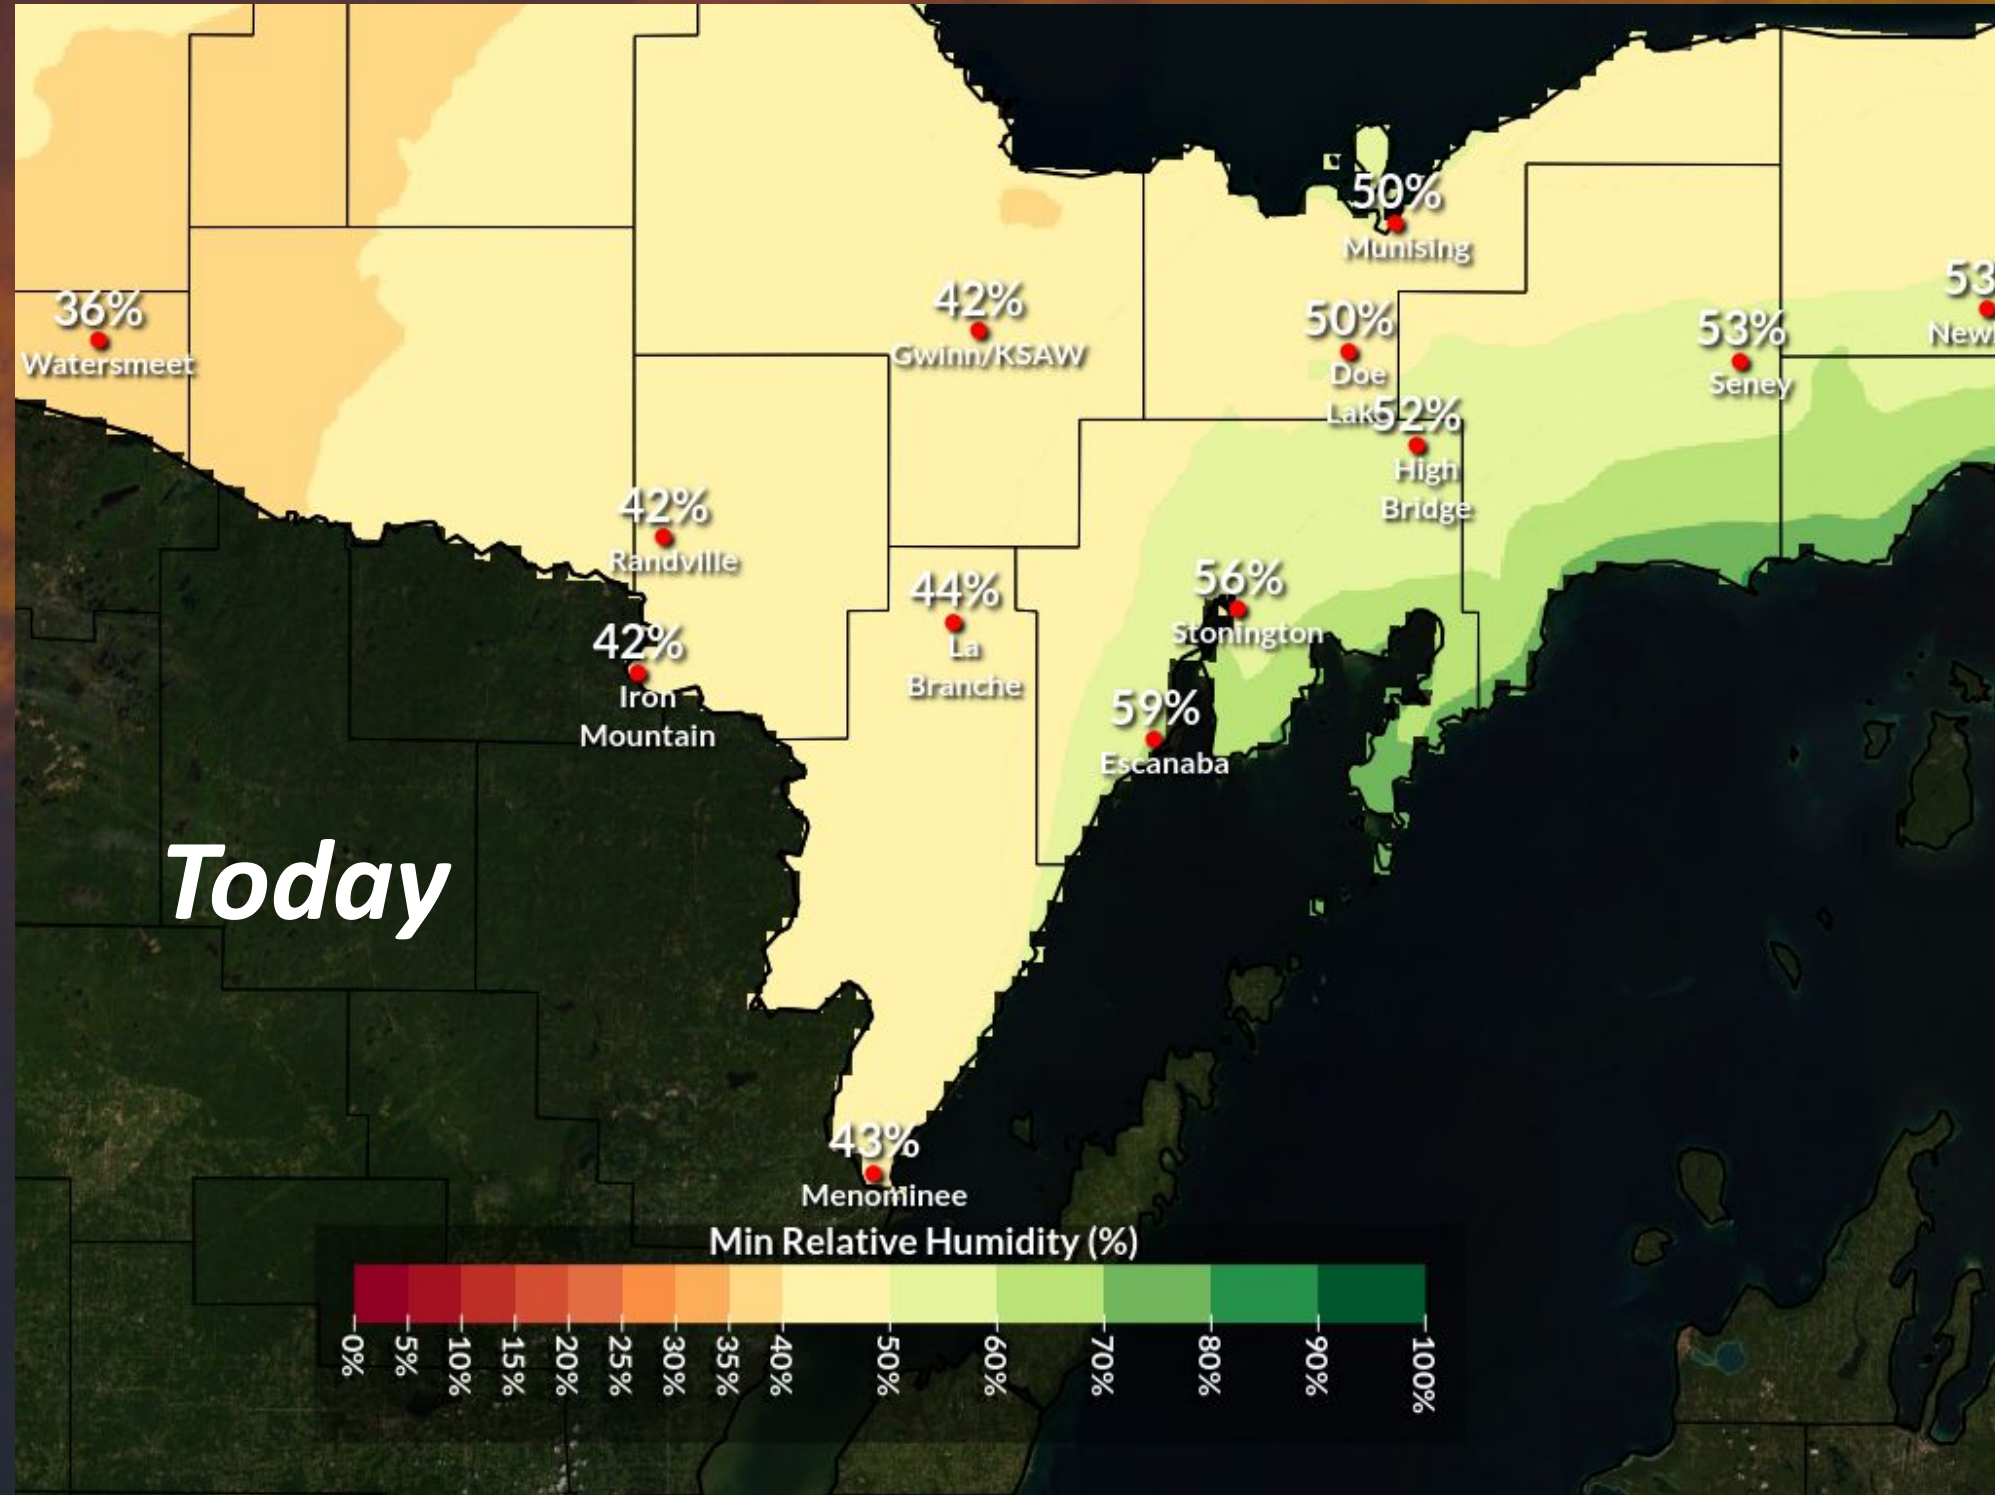 50%
Munising
53
New
36%
Watersmeet
42%
Gwinn/KSAW
50%
Doe
Lake
53%
Seney
52%
High
Bridge
42%
Randville
44%
La
Branche
56%
Stonington
42%
Iron
Mountain
59%
Escanaba
Today
43%
Menominee
Min Relative Humidity (%)
0% 5% 10% 15% 20% 25% 30% 35% 40% 50% 60% 70% 80% 90% 100%